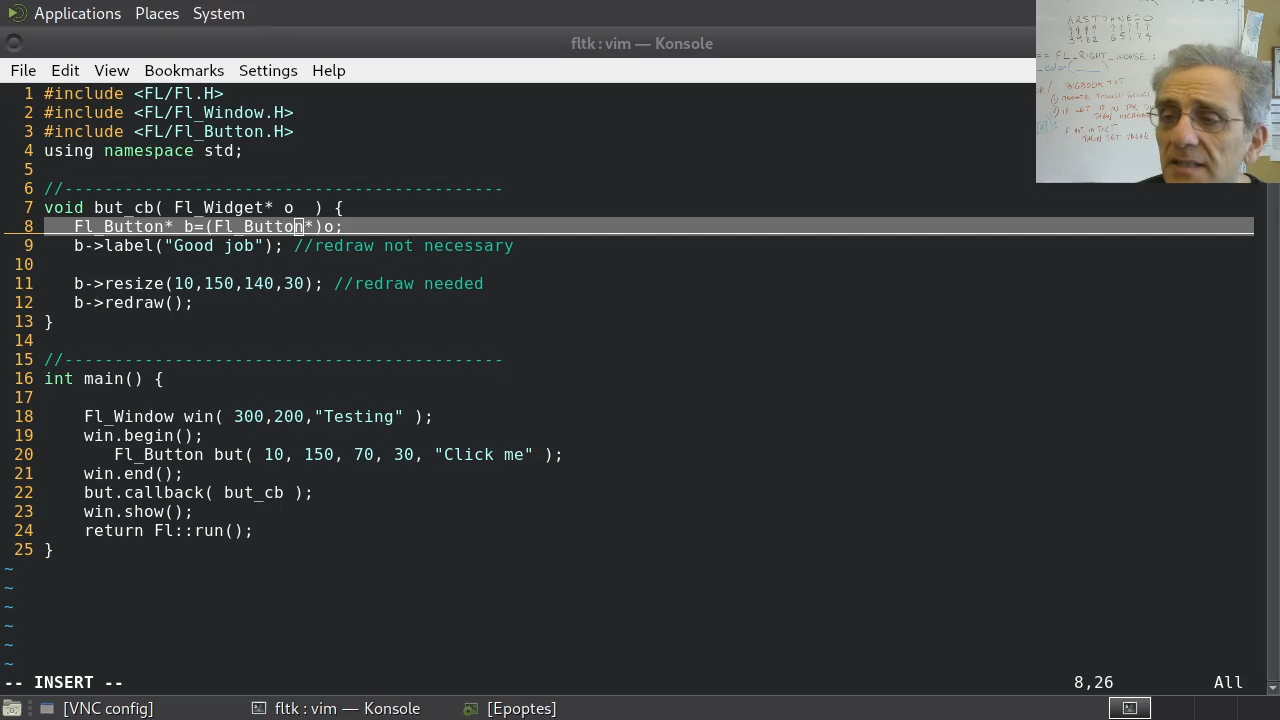 Applications Places System
fltk : vim — Konsole
File Edit View Bookmarks Settings Help
1 #include <FL/Fl.H>
2 #include <FL/Fl_Window.H>
3 #include <FL/Fl_Button.H>
4 using namespace std;
5
6 //--------------------------------------------
7 void but_cb( Fl_Widget* o  ) {
8    Fl_Button* b=(Fl_Button*)o;
9    b->label("Good job"); //redraw not necessary
10
11    b->resize(10,150,140,30); //redraw needed
12    b->redraw();
13 }
14
15 //--------------------------------------------
16 int main() {
17
18     Fl_Window win( 300,200,"Testing" );
19     win.begin();
20        Fl_Button but( 10, 150, 70, 30, "Click me" );
21     win.end();
22     but.callback( but_cb );
23     win.show();
24     return Fl::run();
25 }
~
~
~
~
~
~
-- INSERT -- 8,26 All
[VNC config] fltk : vim — Konsole [Epoptes]
== FL_RIGHT_MOUSE :
_color(